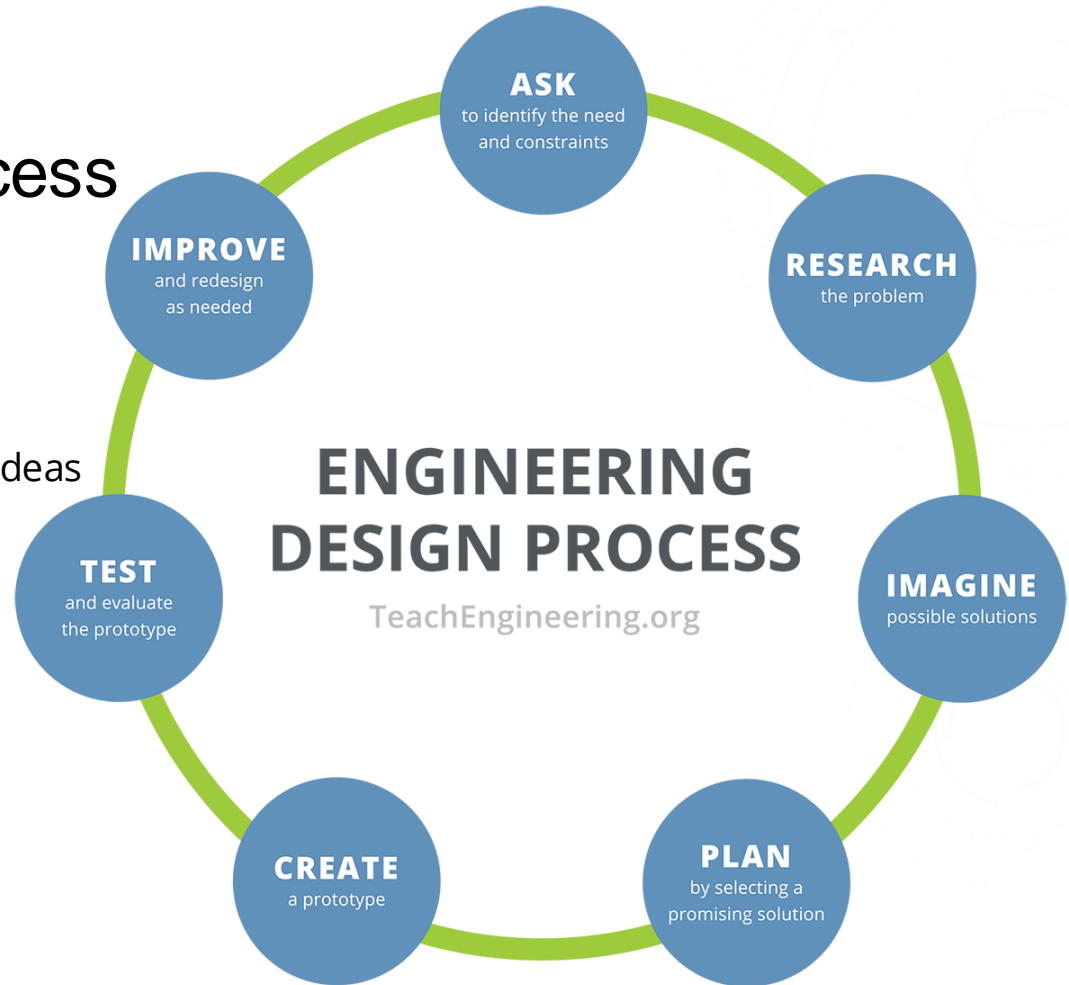 cess
deas
ASK
to identify the need
and constraints
RESEARCH
the problem
IMAGINE
possible solutions
PLAN
by selecting a
promising solution
CREATE
a prototype
TEST
and evaluate
the prototype
IMPROVE
and redesign
as needed
ENGINEERING
DESIGN PROCESS
TeachEngineering.org